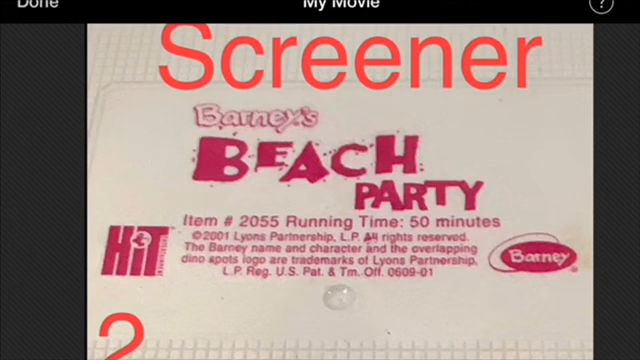 Done
My Movie
?
Screener
Barney's
BEACH
PARTY
Item # 2055 Running Time: 50 minutes
©2001 Lyons Partnership, L.P. All rights reserved.
The Barney name and character and the overlapping
dino spots logo are trademarks of Lyons Partnership,
L.P. Reg. U.S. Pat. & Tm. Off. 0609-01
HiT
ENTERTAINMENT
Barney
2